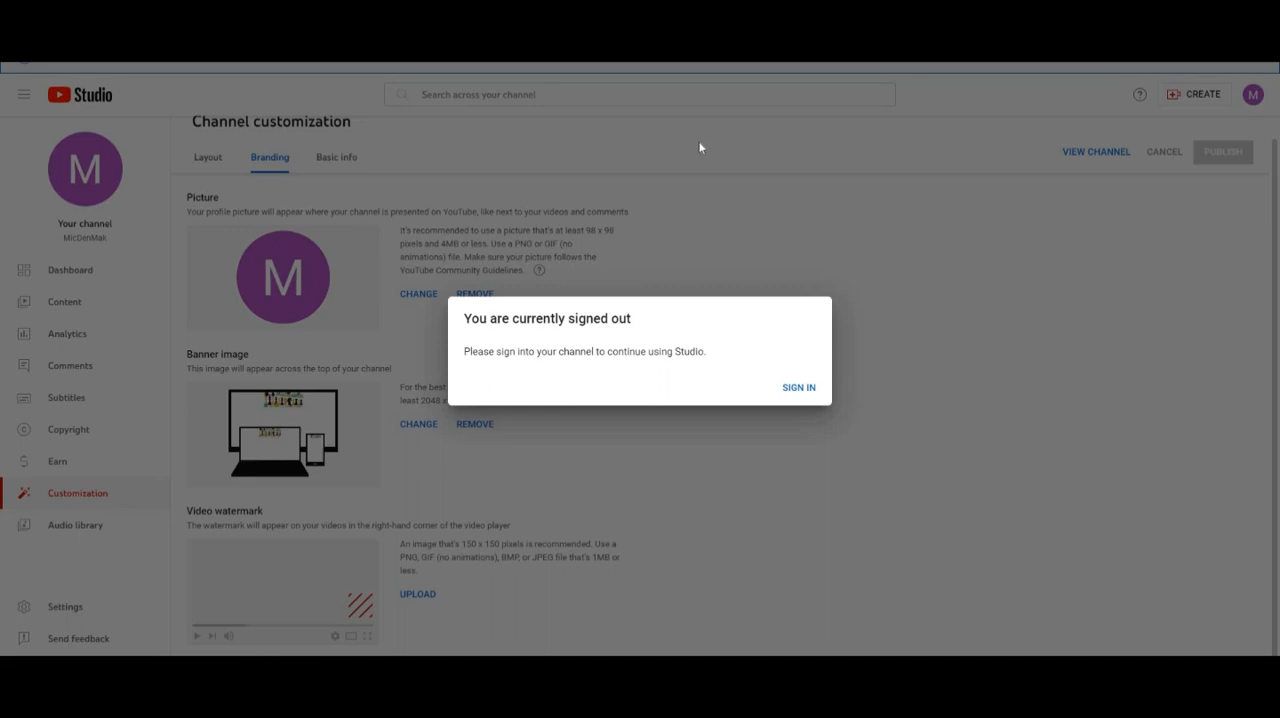 Studio
Search across your channel
CREATE
M
Channel customization
Layout
Branding
Basic info
VIEW CHANNEL
CANCEL
PUBLISH
M
Your channel
MicDenMak
Dashboard
Content
Analytics
Comments
Subtitles
Copyright
Earn
Customization
Audio library
Settings
Send feedback
Picture
Your profile picture will appear where your channel is presented on YouTube, like next to your videos and comments
M
It's recommended to use a picture that's at least 98 x 98
pixels and 4MB or less. Use a PNG or GIF (no
animations) file. Make sure your picture follows the
YouTube Community Guidelines.
CHANGE
REMOVE
You are currently signed out
Please sign into your channel to continue using Studio.
SIGN IN
Banner image
This image will appear across the top of your channel
For the best
least 2048 x
CHANGE
REMOVE
Video watermark
The watermark will appear on your videos in the right-hand corner of the video player
An image that's 150 x 150 pixels is recommended. Use a
PNG, GIF (no animations), BMP, or JPEG file that's 1MB or
less.
UPLOAD